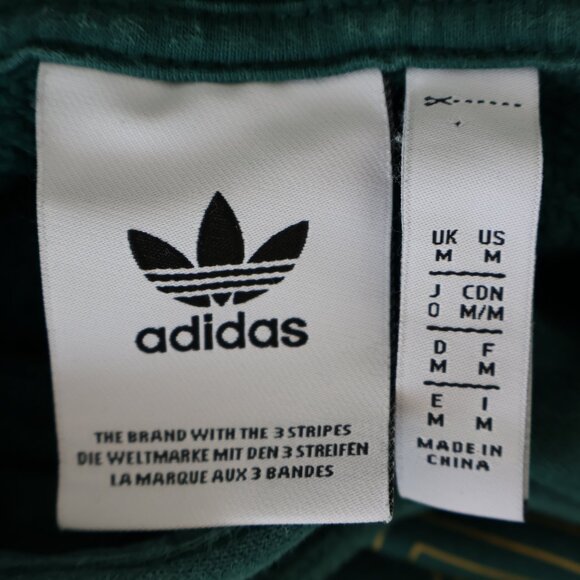 adidas
THE BRAND WITH THE 3 STRIPES
DIE WELTMARKE MIT DEN 3 STREIFEN
LA MARQUE AUX 3 BANDES
UK US
M M
J CDN
O M/M
D F
M M
E I
M M
MADE IN
CHINA